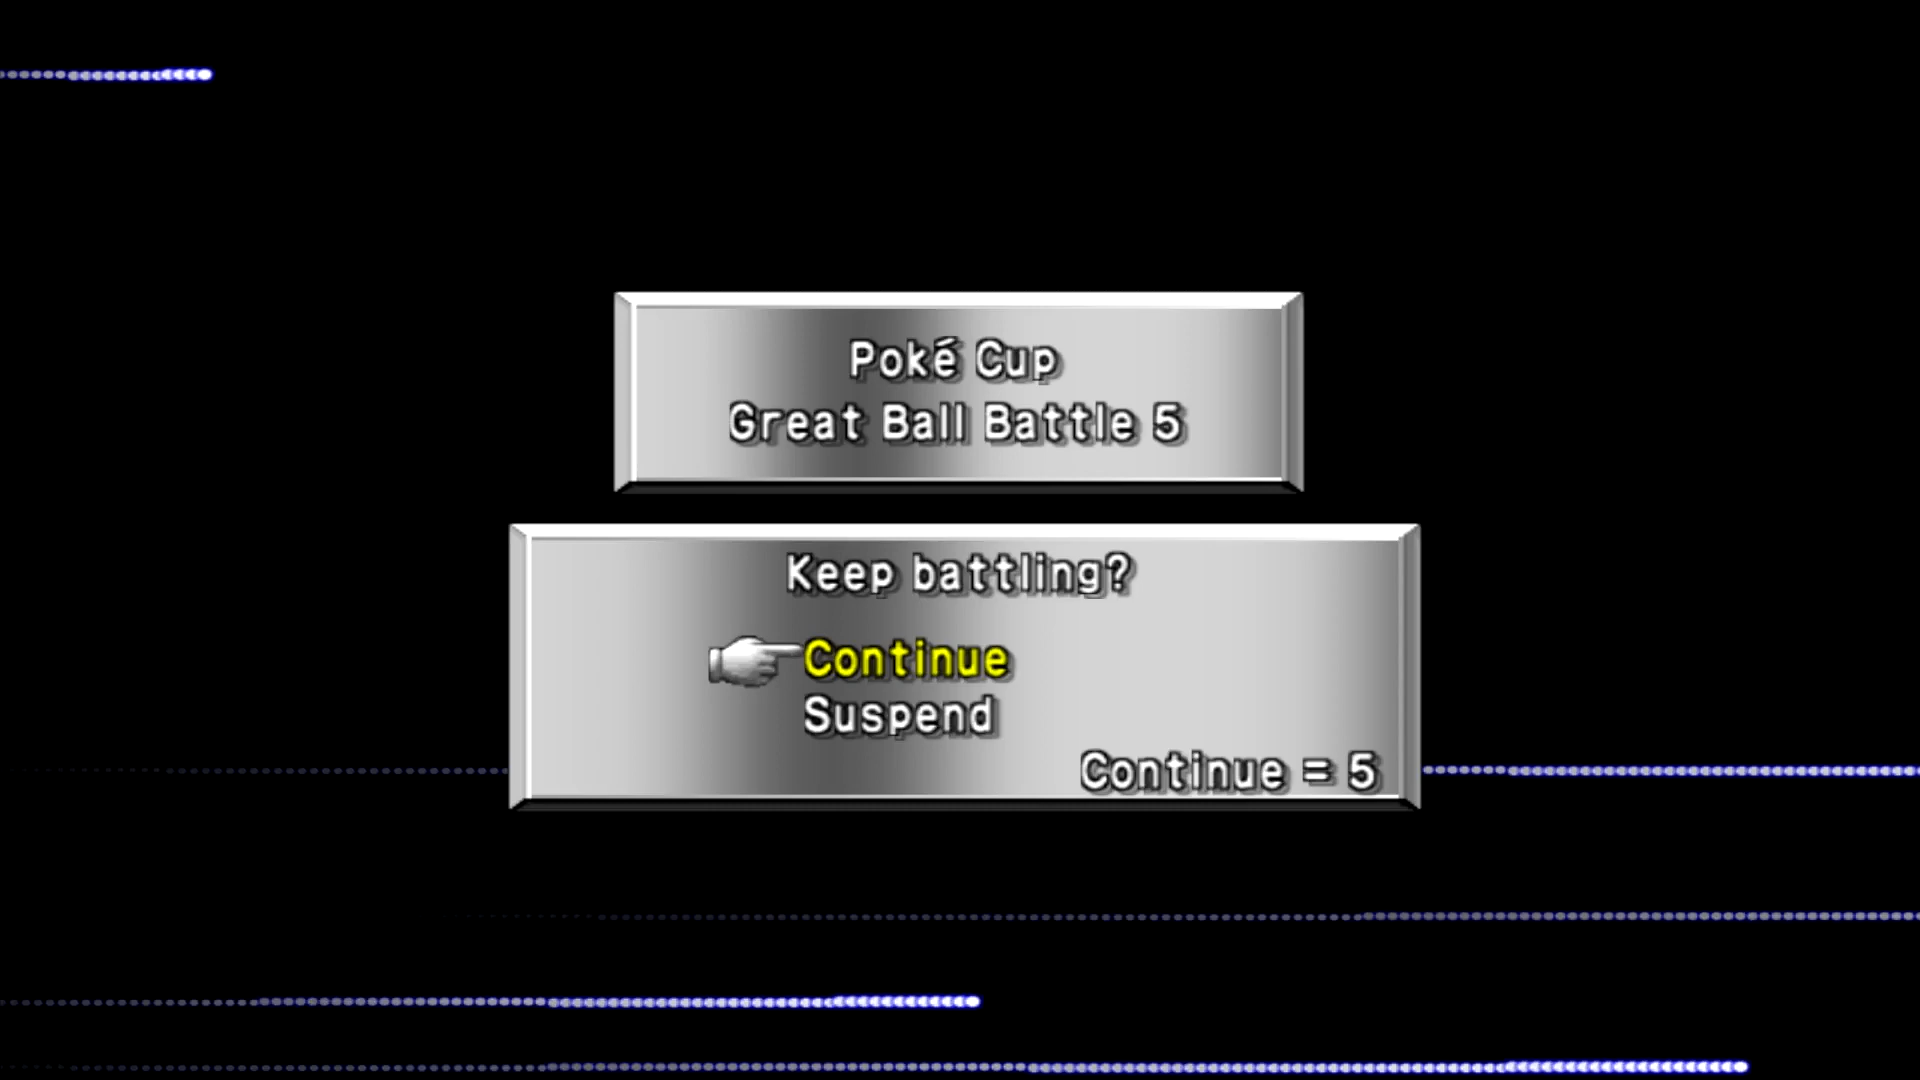 Poké Cup
Great Ball Battle 5
Keep battling?
Continue
Suspend
Continue = 5